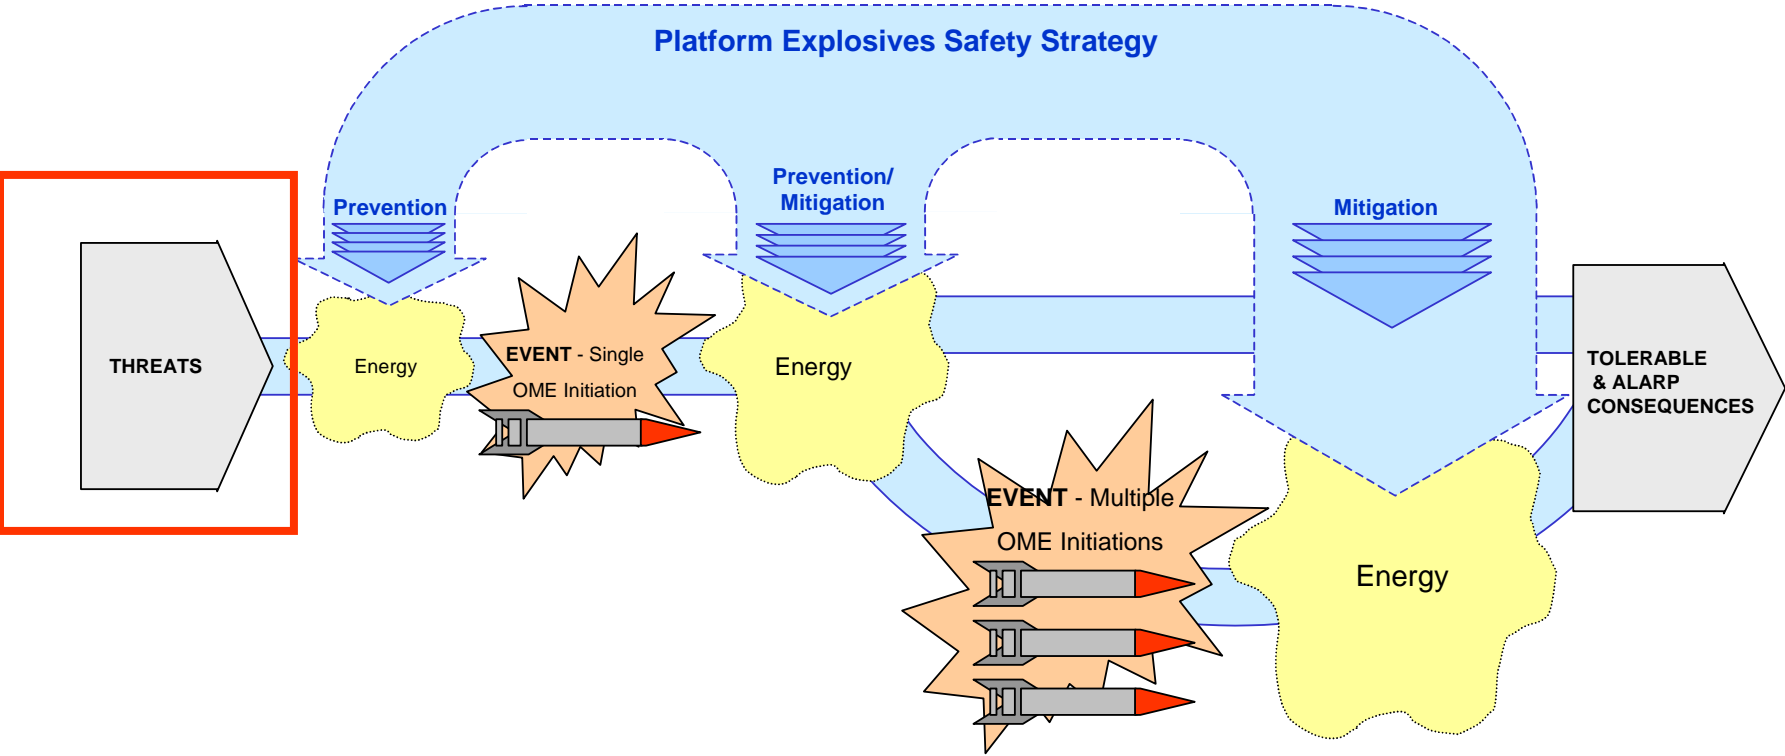 Platform Explosives Safety Strategy
Prevention
Prevention/
Mitigation
Mitigation
THREATS
Energy
EVENT - Single
OME Initiation
Energy
EVENT - Multiple
OME Initiations
Energy
TOLERABLE
& ALARP
CONSEQUENCES